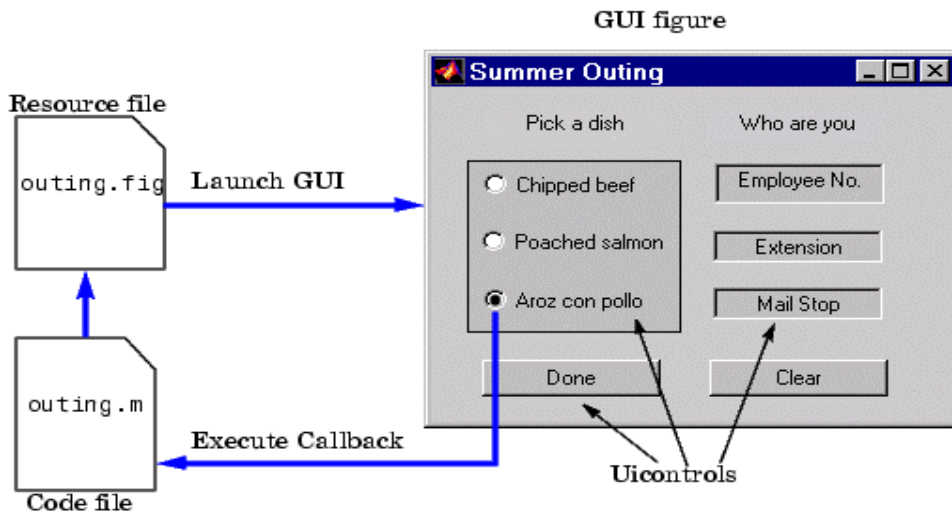 GUI figure
Summer Outing
Resource file
outing.fig
Launch GUI
Pick a dish
Who are you
Chipped beef
Poached salmon
Aroz con pollo
Employee No.
Extension
Mail Stop
Done
Clear
outing.m
Execute Callback
Code file
Uicontrols